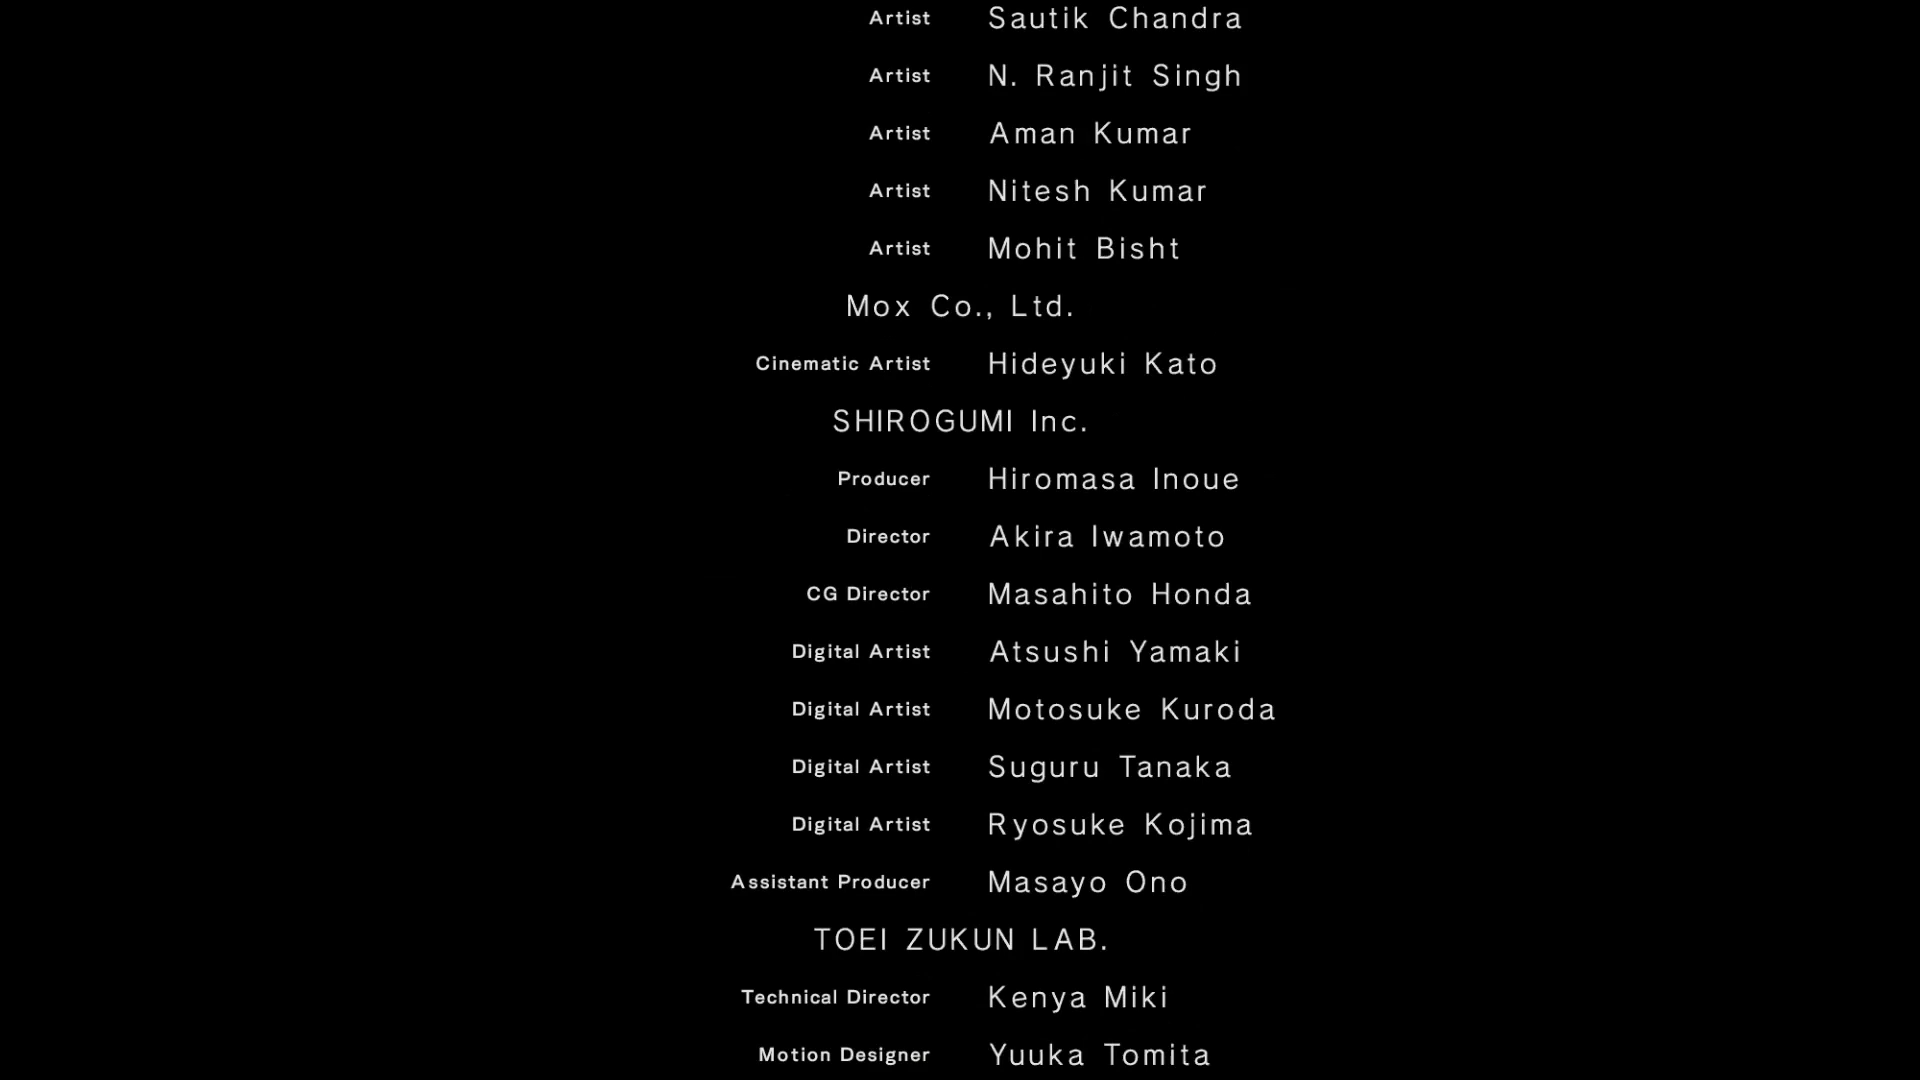 Artist Sautik Chandra
Artist N. Ranjit Singh
Artist Aman Kumar
Artist Nitesh Kumar
Artist Mohit Bisht
Mox Co., Ltd.
Cinematic Artist Hideyuki Kato
SHIROGUMI Inc.
Producer Hiromasa Inoue
Director Akira Iwamoto
CG Director Masahito Honda
Digital Artist Atsushi Yamaki
Digital Artist Motosuke Kuroda
Digital Artist Suguru Tanaka
Digital Artist Ryosuke Kojima
Assistant Producer Masayo Ono
TOEI ZUKUN LAB.
Technical Director Kenya Miki
Motion Designer Yuuka Tomita